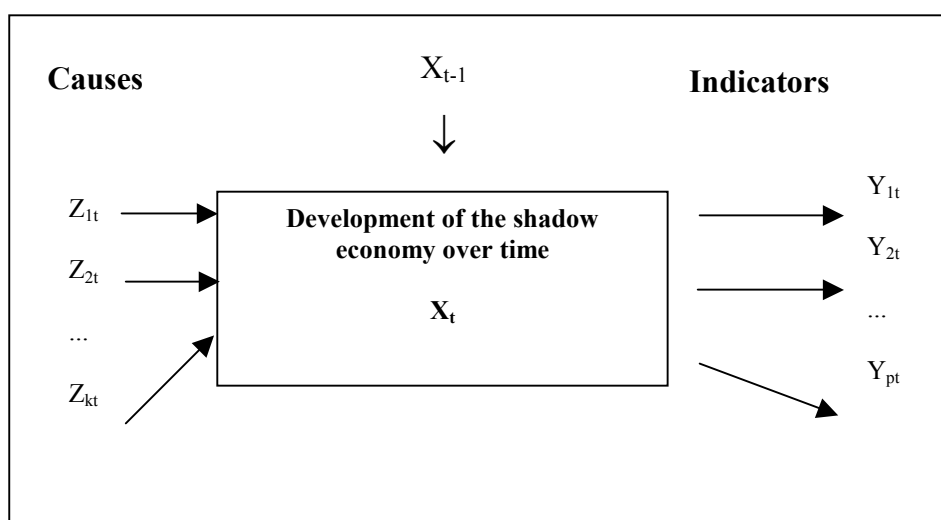 Causes
X_{t-1}
Indicators
Z_{1t}
Z_{2t}
...
Z_{kt}
Development of the shadow
economy over time
X_t
Y_{1t}
Y_{2t}
...
Y_{pt}